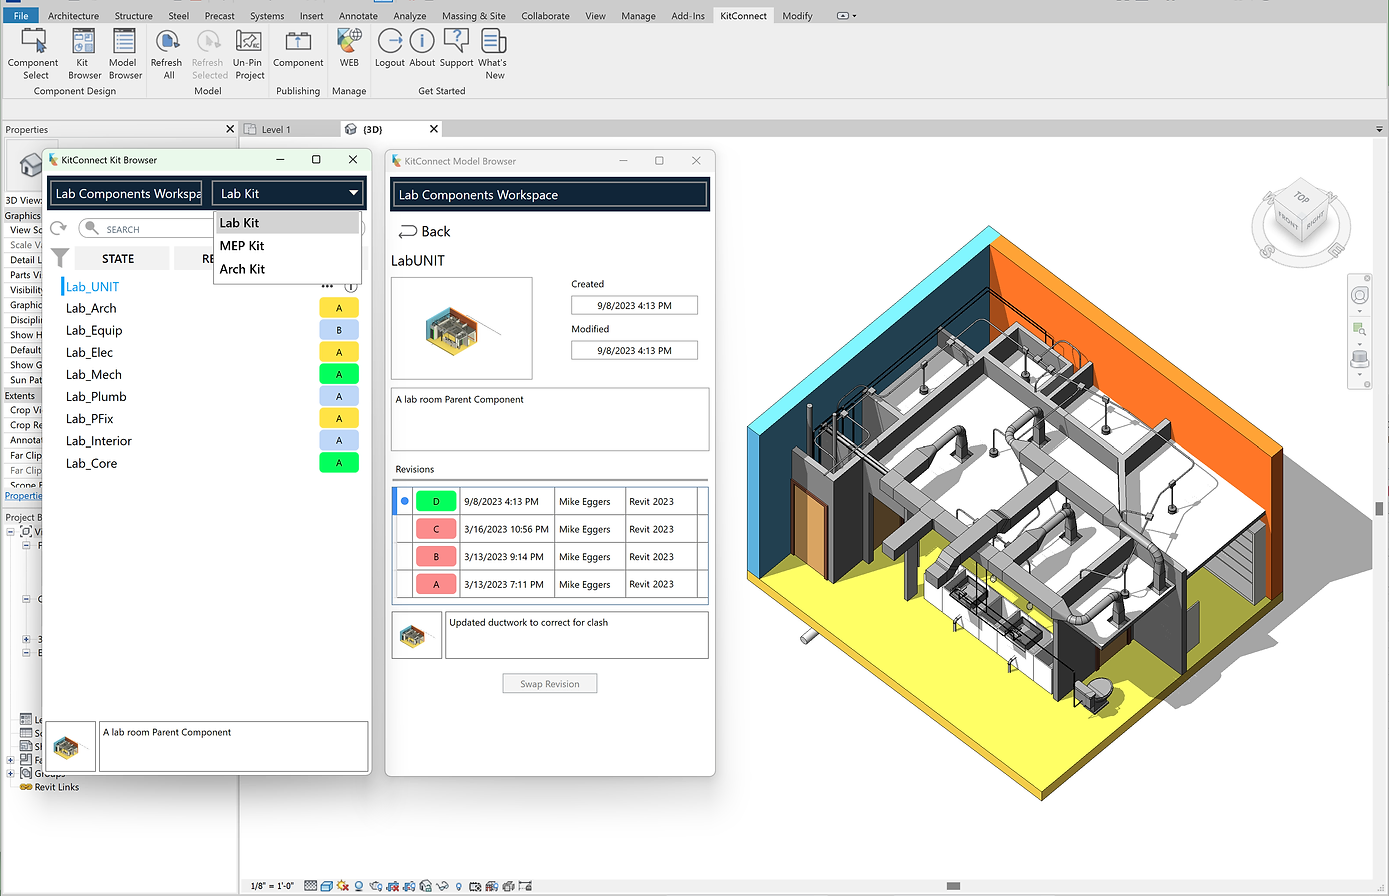 File Architecture Structure Steel Precast Systems Insert Annotate Analyze Massing & Site Collaborate View Manage Add-Ins KitConnect Modify
Component Select
Kit Browser
Model Browser
Refresh All
Refresh Selected
Un-Pin Project
Component
WEB
Logout
About
Support
What's New
Component Design Model Publishing Manage Get Started
Properties
Level 1
{3D}
3D View:
Graphics
View Sc
Scale Va
Detail L
Parts Vi
Visibility
Graphic
Disciplin
Show H
Default
Show G
Sun Pat
Extents
Crop Vi
Crop Re
Annotat
Far Clip
Far Clip
Scope B
Propertie
Project B
Groups
Revit Links
KitConnect Kit Browser
Lab Components Workspa
Lab Kit
Lab Kit
MEP Kit
Arch Kit
SEARCH
STATE
RE
Lab_UNIT
Lab_Arch A
Lab_Equip B
Lab_Elec A
Lab_Mech A
Lab_Plumb A
Lab_PFix A
Lab_Interior A
Lab_Core A
A lab room Parent Component
KitConnect Model Browser
Lab Components Workspace
Back
LabUNIT
Created
9/8/2023 4:13 PM
Modified
9/8/2023 4:13 PM
A lab room Parent Component
Revisions
D 9/8/2023 4:13 PM Mike Eggers Revit 2023
C 3/16/2023 10:56 PM Mike Eggers Revit 2023
B 3/13/2023 9:14 PM Mike Eggers Revit 2023
A 3/13/2023 7:11 PM Mike Eggers Revit 2023
Updated ductwork to correct for clash
Swap Revision
TOP
FRONT
RIGHT
1/8" = 1'-0"